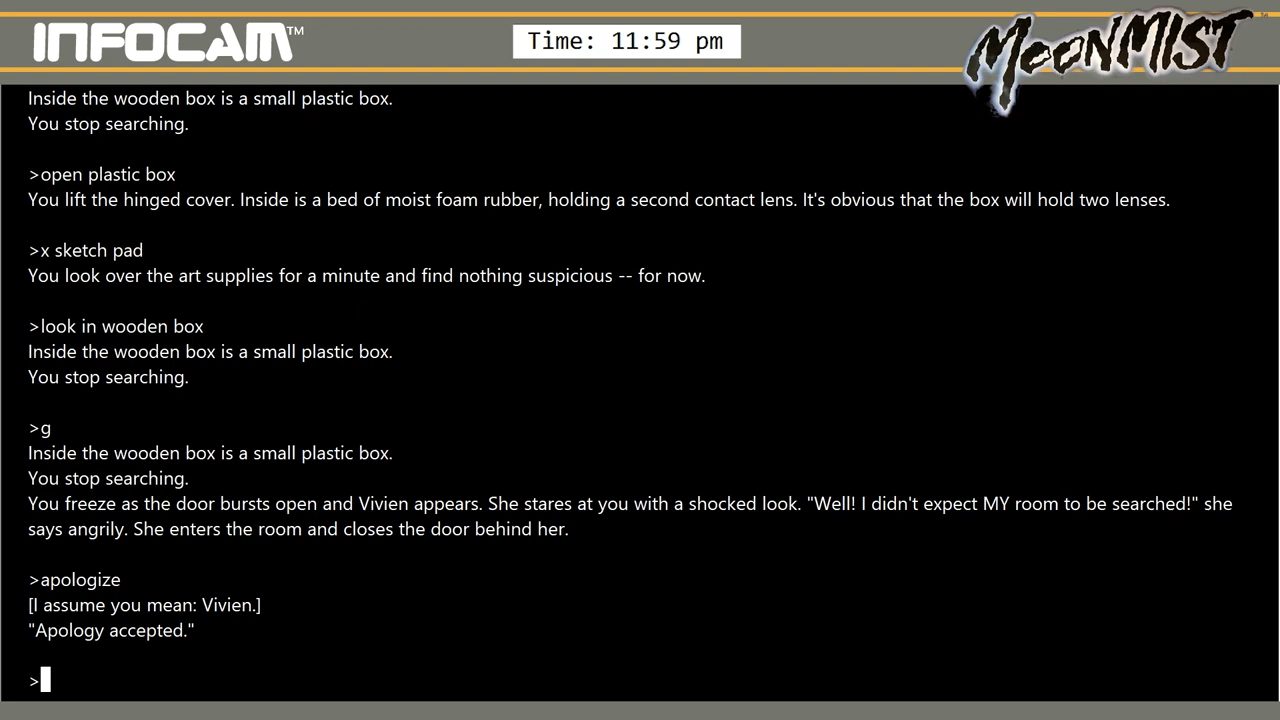 INFOCAM™
Time: 11:59 pm
MOONMIST
Inside the wooden box is a small plastic box.
You stop searching.
>open plastic box
You lift the hinged cover. Inside is a bed of moist foam rubber, holding a second contact lens. It's obvious that the box will hold two lenses.
>x sketch pad
You look over the art supplies for a minute and find nothing suspicious -- for now.
>look in wooden box
Inside the wooden box is a small plastic box.
You stop searching.
>g
Inside the wooden box is a small plastic box.
You stop searching.
You freeze as the door bursts open and Vivien appears. She stares at you with a shocked look. "Well! I didn't expect MY room to be searched!" she
says angrily. She enters the room and closes the door behind her.
>apologize
[I assume you mean: Vivien.]
"Apology accepted."
>